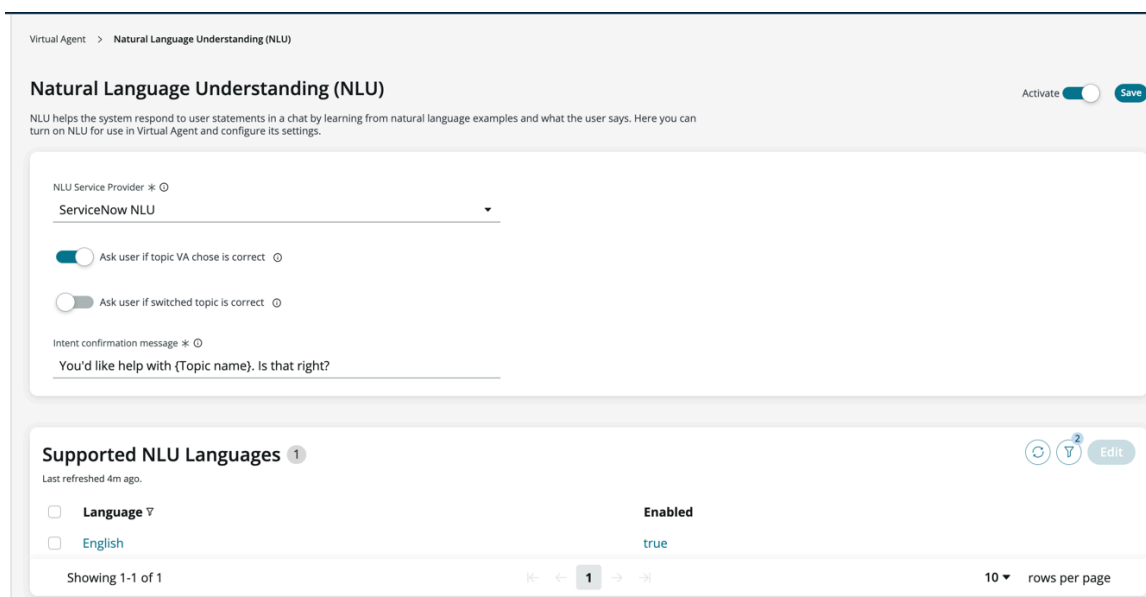 Virtual Agent > Natural Language Understanding (NLU)
Natural Language Understanding (NLU)
Activate
Save
NLU helps the system respond to user statements in a chat by learning from natural language examples and what the user says. Here you can
turn on NLU for use in Virtual Agent and configure its settings.
NLU Service Provider *
ServiceNow NLU
Ask user if topic VA chose is correct
Ask user if switched topic is correct
Intent confirmation message *
You'd like help with {Topic name}. Is that right?
Supported NLU Languages 1
2
Edit
Last refreshed 4m ago.
Language Enabled
English true
Showing 1-1 of 1 1 10 rows per page